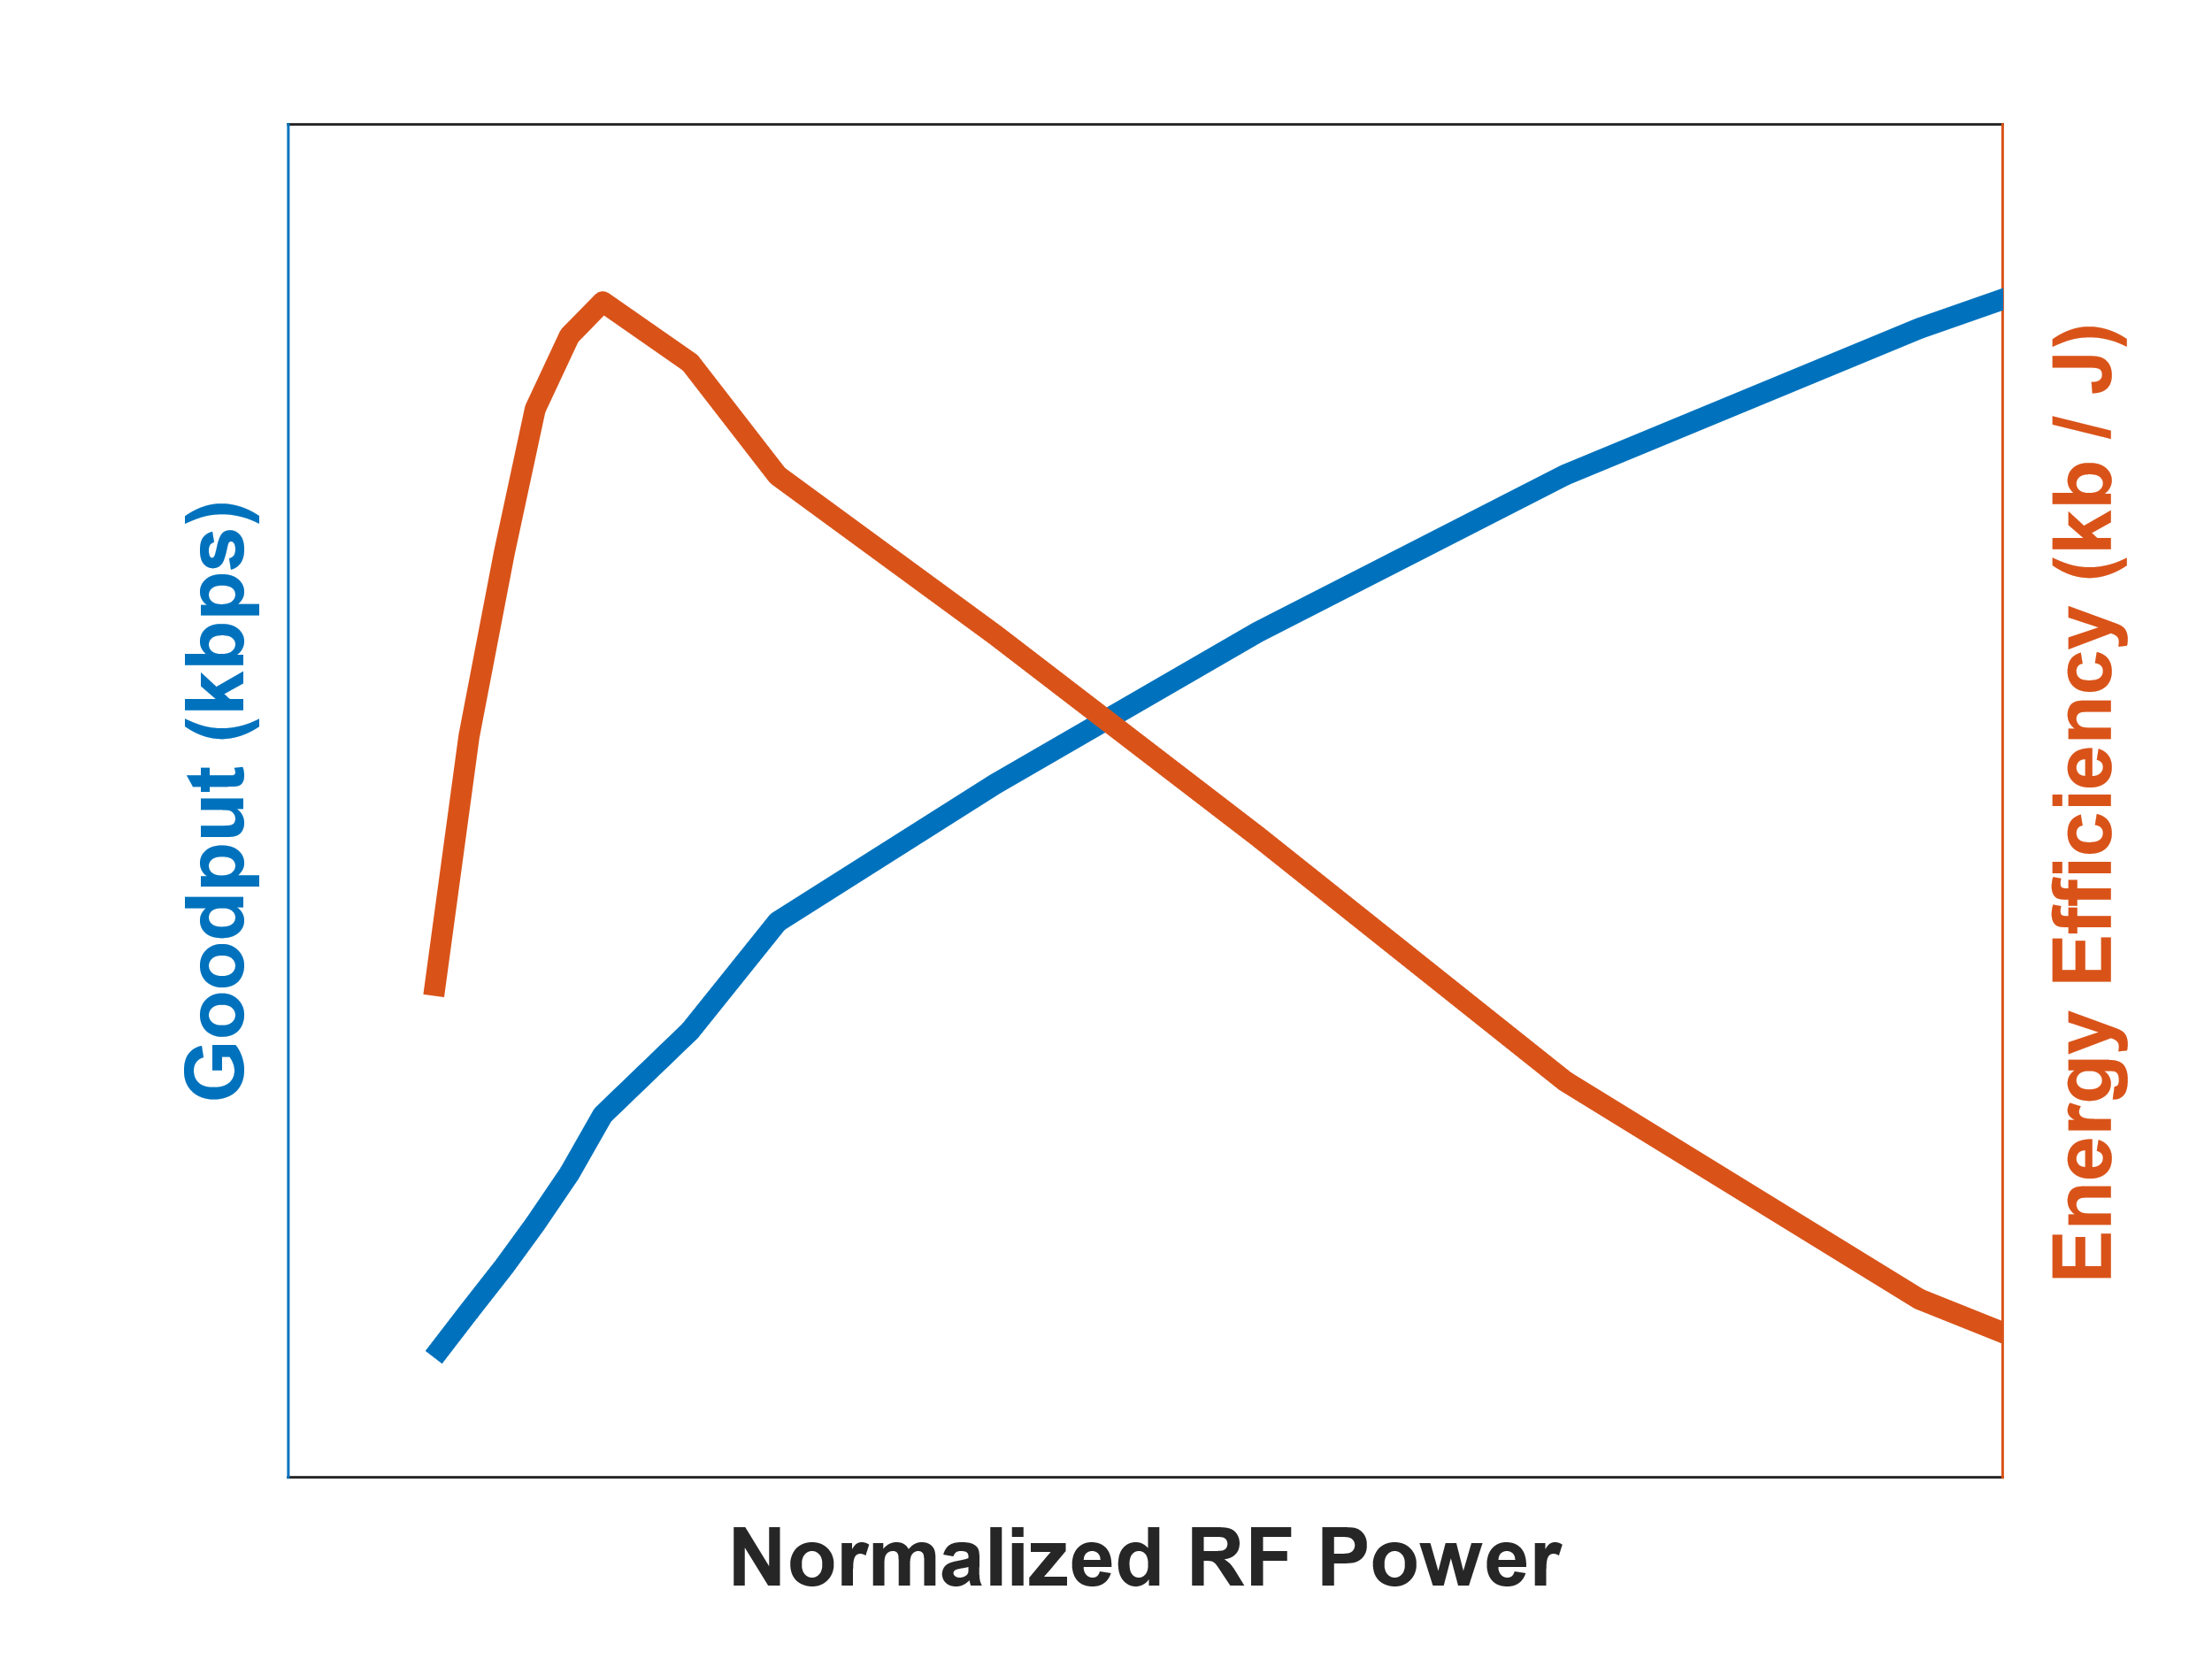 Goodput (kbps)
Energy Efficiency (kb / J)
Normalized RF Power